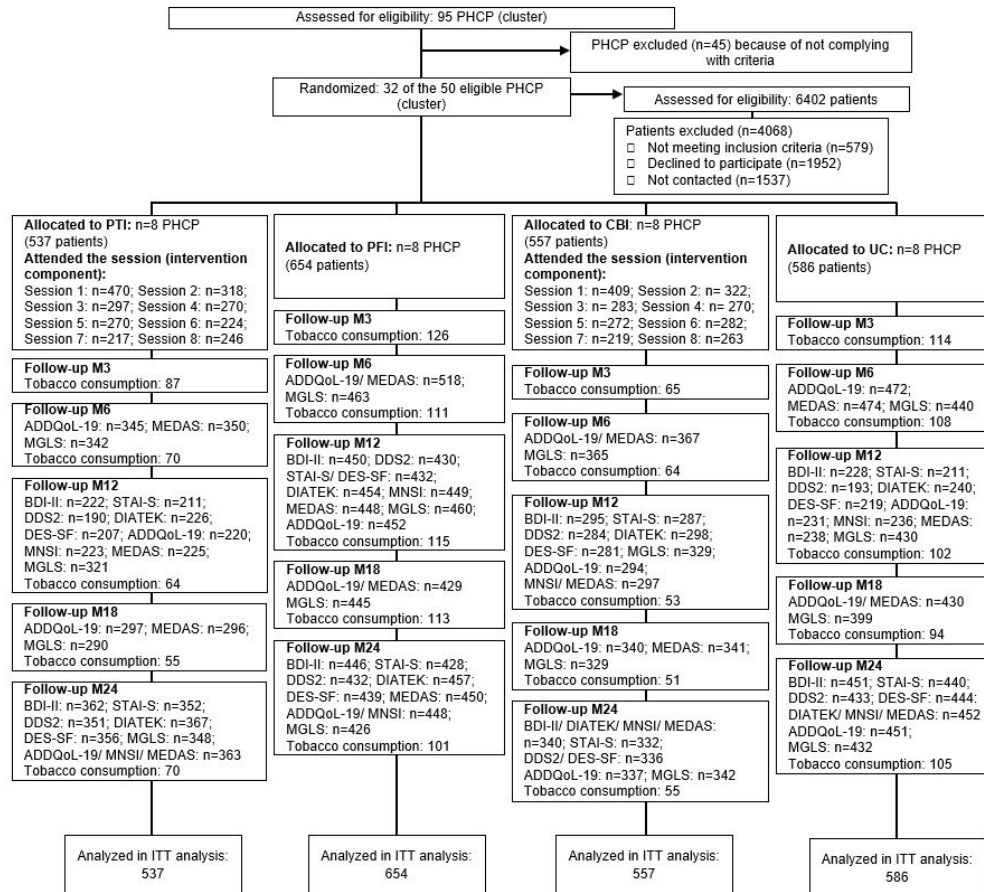 Assessed for eligibility: 95 PHCP (cluster)
PHCP excluded (n=45) because of not complying
with criteria
Randomized: 32 of the 50 eligible PHCP
(cluster)
Assessed for eligibility: 6402 patients
Patients excluded (n=4068)
□ Not meeting inclusion criteria (n=579)
□ Declined to participate (n=1952)
□ Not contacted (n=1537)
Allocated to PTI: n=8 PHCP
(537 patients)
Attended the session (intervention
component):
Session 1: n=470; Session 2: n=318;
Session 3: n=297; Session 4: n=270;
Session 5: n=270; Session 6: n=224;
Session 7: n=217; Session 8: n=246
Follow-up M3
Tobacco consumption: 87
Follow-up M6
ADDQoL-19: n=345; MEDAS: n=350;
MGLS: n=342
Tobacco consumption: 70
Follow-up M12
BDI-II: n=222; STAI-S: n=211;
DDS2: n=190; DIATEK: n=226;
DES-SF: n=207; ADDQoL-19: n=220;
MNSI: n=223; MEDAS: n=225;
MGLS: n=321
Tobacco consumption: 64
Follow-up M18
ADDQoL-19: n=297; MEDAS: n=296;
MGLS: n=290
Tobacco consumption: 55
Follow-up M24
BDI-II: n=362; STAI-S: n=352;
DDS2: n=351; DIATEK: n=367;
DES-SF: n=356; MGLS: n=348;
ADDQoL-19/ MNSI/ MEDAS: n=363
Tobacco consumption: 70
Analyzed in ITT analysis:
537
Allocated to PFI: n=8 PHCP
(654 patients)
Follow-up M3
Tobacco consumption: 126
Follow-up M6
ADDQoL-19/ MEDAS: n=518;
MGLS: n=463
Tobacco consumption: 111
Follow-up M12
BDI-II: n=450; DDS2: n=430;
STAI-S/ DES-SF: n=432;
DIATEK: n=454; MNSI: n=449;
MEDAS: n=448; MGLS: n=460;
ADDQoL-19: n=452
Tobacco consumption: 115
Follow-up M18
ADDQoL-19/ MEDAS: n=429
MGLS: n=445
Tobacco consumption: 113
Follow-up M24
BDI-II: n=446; STAI-S: n=428;
DDS2: n=432; DIATEK: n=457;
DES-SF: n=439; MEDAS: n=450;
ADDQoL-19/ MNSI: n=448;
MGLS: n=426
Tobacco consumption: 101
Analyzed in ITT analysis:
654
Allocated to CBI: n=8 PHCP
(557 patients)
Attended the session (intervention
component):
Session 1: n=409; Session 2: n= 322;
Session 3: n= 283; Session 4: n= 270;
Session 5: n=272; Session 6: n=282;
Session 7: n=219; Session 8: n=263
Follow-up M3
Tobacco consumption: 65
Follow-up M6
ADDQoL-19/ MEDAS: n=367
MGLS: n=365
Tobacco consumption: 64
Follow-up M12
BDI-II: n=295; STAI-S: n=287;
DDS2: n=284; DIATEK: n=298;
DES-SF: n=281; MGLS: n=329;
ADDQoL-19: n=294;
MNSI/ MEDAS: n=297
Tobacco consumption: 53
Follow-up M18
ADDQoL-19: n=340; MEDAS: n=341;
MGLS: n=329
Tobacco consumption: 51
Follow-up M24
BDI-II/ DIATEK/ MNSI/ MEDAS:
n=340; STAI-S: n=332;
DDS2/ DES-SF: n=336
ADDQoL-19: n=337; MGLS: n=342
Tobacco consumption: 55
Analyzed in ITT analysis:
557
Allocated to UC: n=8 PHCP
(586 patients)
Follow-up M3
Tobacco consumption: 114
Follow-up M6
ADDQoL-19: n=472;
MEDAS: n=474; MGLS: n=440
Tobacco consumption: 108
Follow-up M12
BDI-II: n=228; STAI-S: n=211;
DDS2: n=193; DIATEK: n=240;
DES-SF: n=219; ADDQoL-19:
n=231; MNSI: n=236; MEDAS:
n=238; MGLS: n=430
Tobacco consumption: 102
Follow-up M18
ADDQoL-19/ MEDAS: n=430
MGLS: n=399
Tobacco consumption: 94
Follow-up M24
BDI-II: n=451; STAI-S: n=440;
DDS2: n=433; DES-SF: n=444:
DIATEK/ MNSI/ MEDAS: n=452
ADDQoL-19: n=451;
MGLS: n=432
Tobacco consumption: 105
Analyzed in ITT analysis:
586